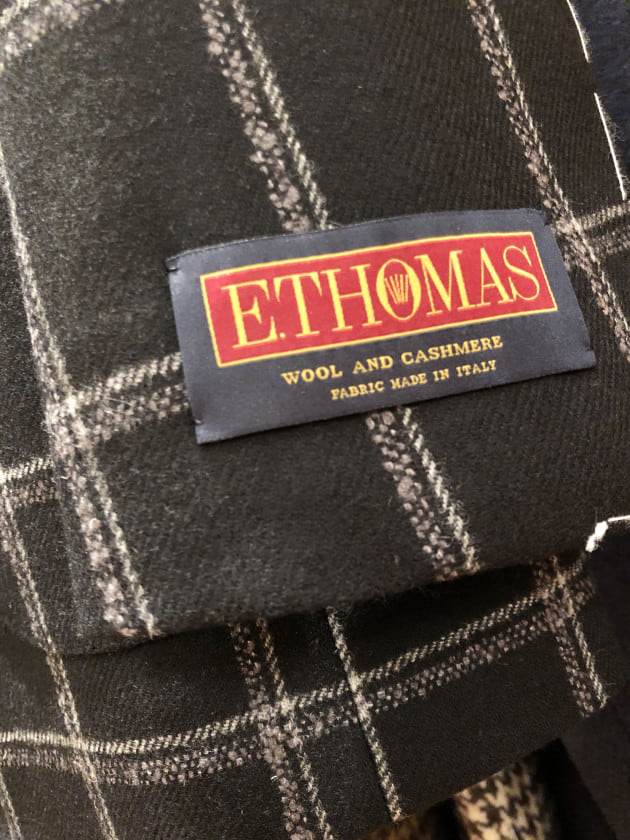 E.THOMAS
WOOL AND CASHMERE
FABRIC MADE IN ITALY